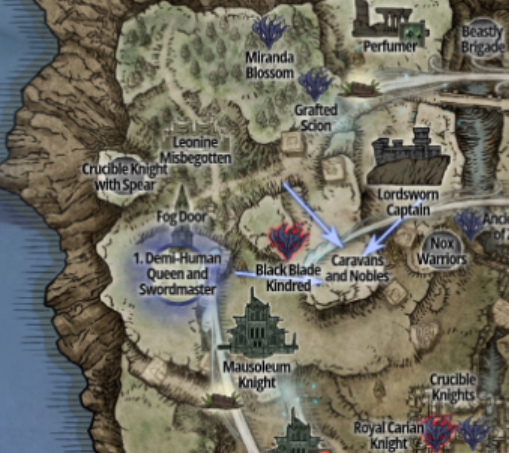 Perfumer
Beastly
Brigade
Miranda
Blossom
Grafted
Scion
Leonine
Misbegotten
Crucible Knight
with Spear
Lordsworn
Captain
Fog Door
Nox
Warriors
1. Demi-Human
Queen and
Swordmaster
Black Blade
Kindred
Caravans
and Nobles
Mausoleum
Knight
Crucible
Knights
Royal Carian
Knight